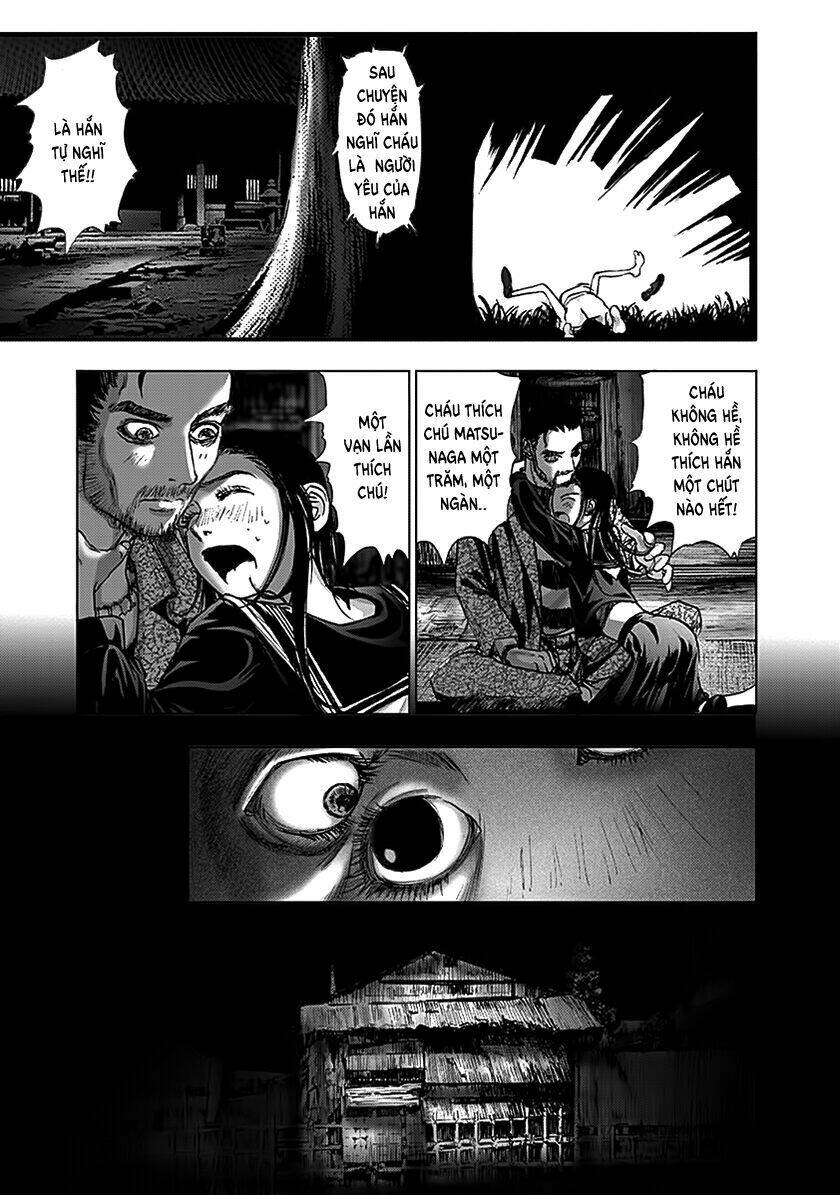 SAU
CHUYỆN
ĐÓ HẮN
NGHĨ CHÁU
LÀ NGƯỜI
YÊU CỦA
HẮN
LÀ HẮN
TỰ NGHĨ
THẾ!!
CHÁU
KHÔNG HỀ,
KHÔNG HỀ
THÍCH HẮN
MỘT CHÚT
NÀO HẾT!
CHÁU THÍCH
CHÚ MATSU-
NAGA MỘT
TRĂM, MỘT
NGÀN..
MỘT
VẠN LẦN
THÍCH
CHÚ!